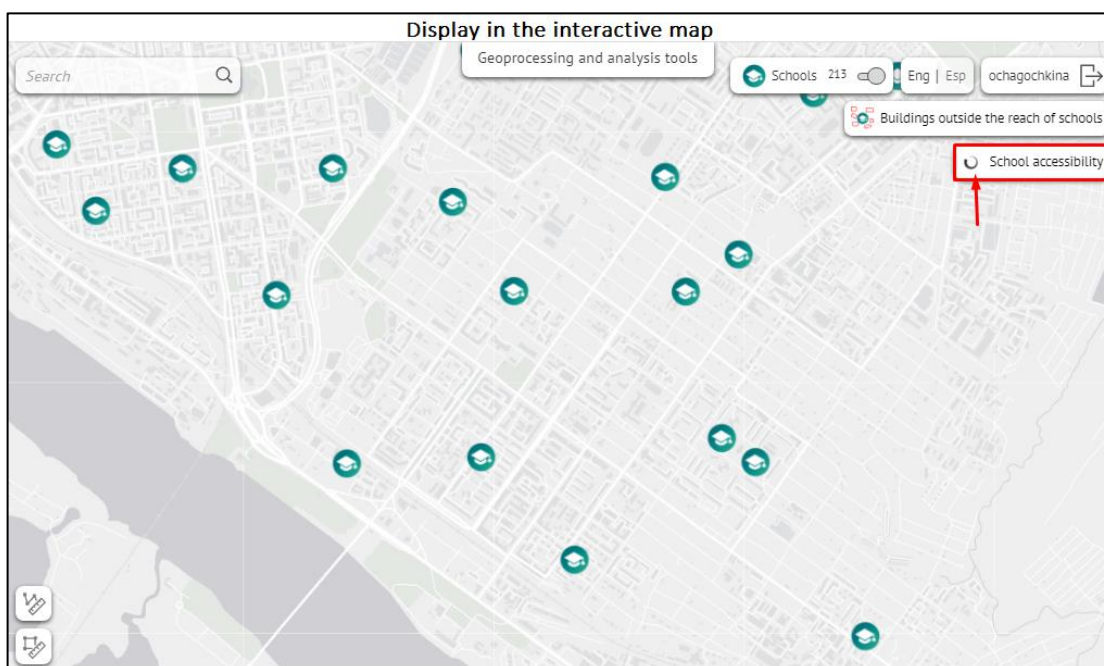 Display in the interactive map
Search
Geoprocessing and analysis tools
Schools 213
Eng | Esp
ochagochkina
Buildings outside the reach of schools
School accessibility